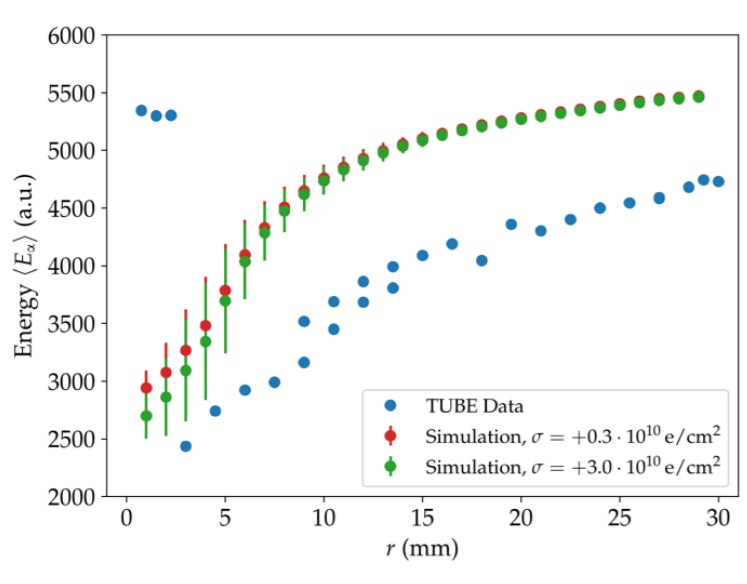 6000
5500
5000
4500
4000
3500
3000
2500
2000
Energy ⟨Eα⟩ (a.u.)
TUBE Data
Simulation, σ = +0.3 · 10¹⁰ e/cm²
Simulation, σ = +3.0 · 10¹⁰ e/cm²
0 5 10 15 20 25 30
r (mm)